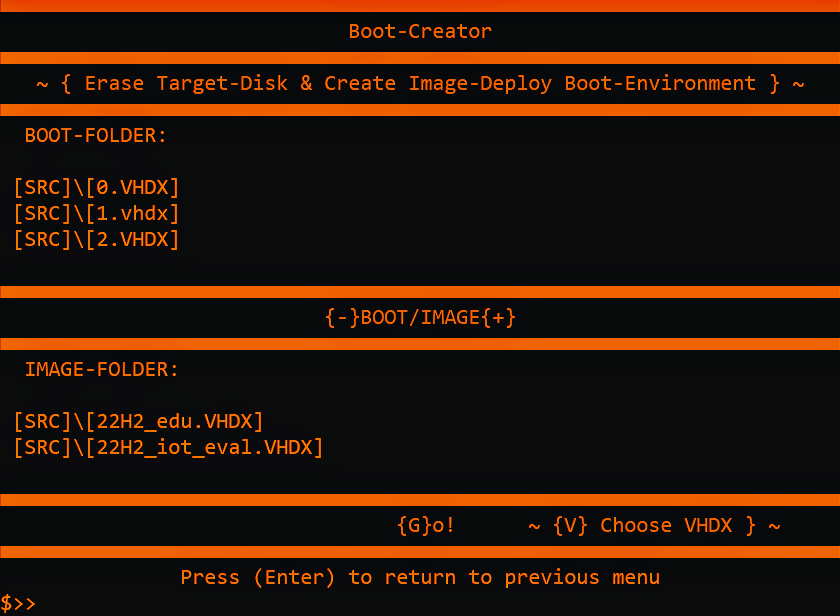 Boot-Creator
~ { Erase Target-Disk & Create Image-Deploy Boot-Environment } ~
BOOT-FOLDER:
[SRC]\[0.VHDX]
[SRC]\[1.vhdx]
[SRC]\[2.VHDX]
{-}BOOT/IMAGE{+}
IMAGE-FOLDER:
[SRC]\[22H2_edu.VHDX]
[SRC]\[22H2_iot_eval.VHDX]
{G}o! ~ {V} Choose VHDX } ~
Press (Enter) to return to previous menu
$>>